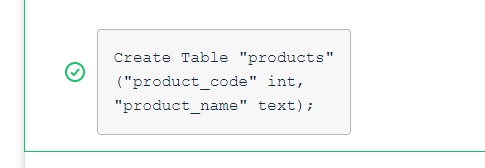 Create Table "products"
("product_code" int,
"product_name" text);